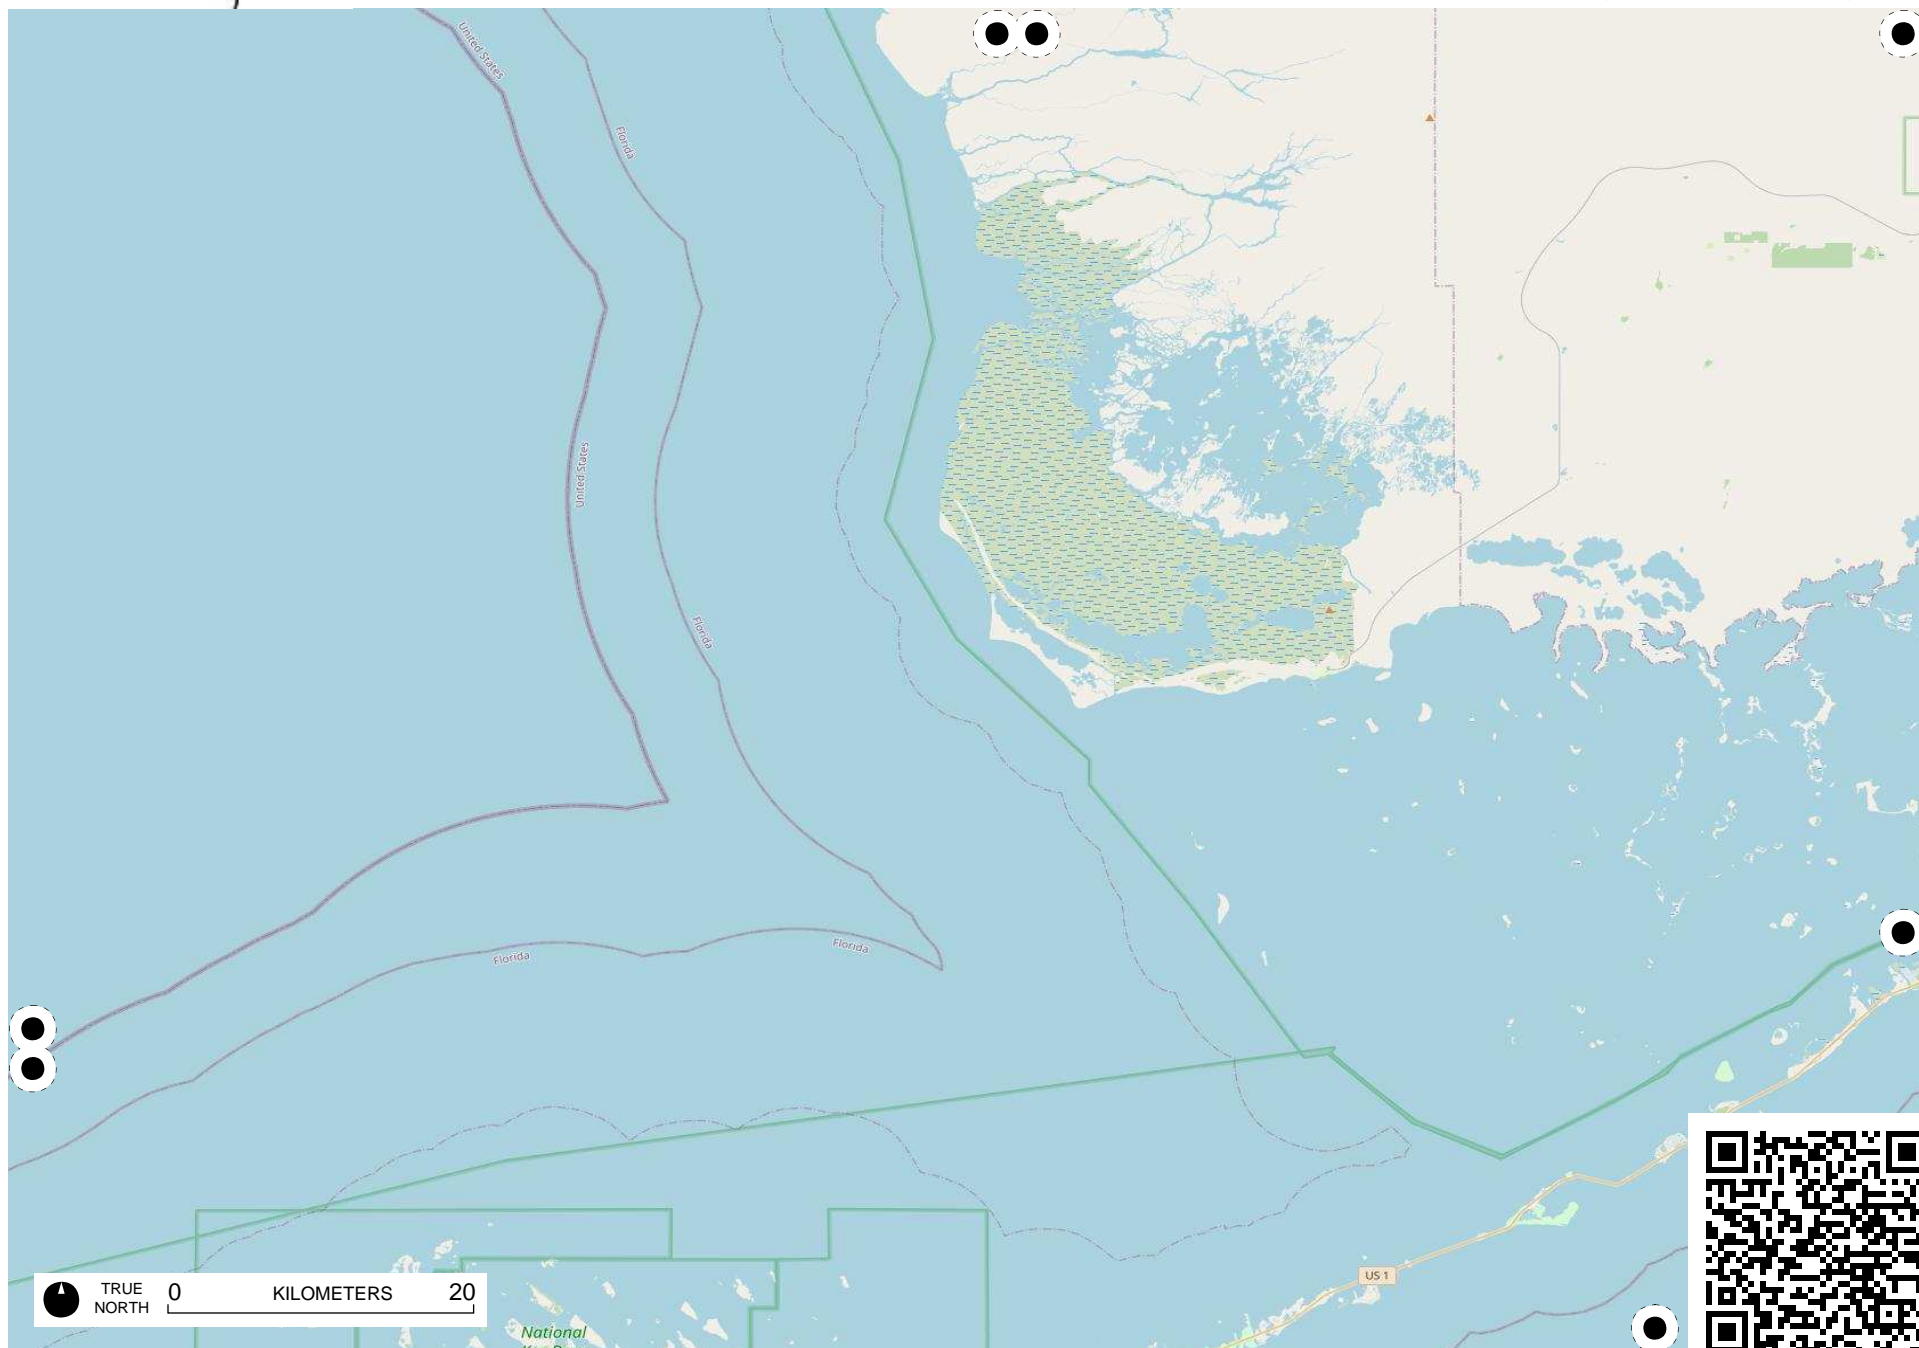 United States
Florida
United States
Florida
Florida
Florida
US 1
TRUE
NORTH
0 KILOMETERS 20
National